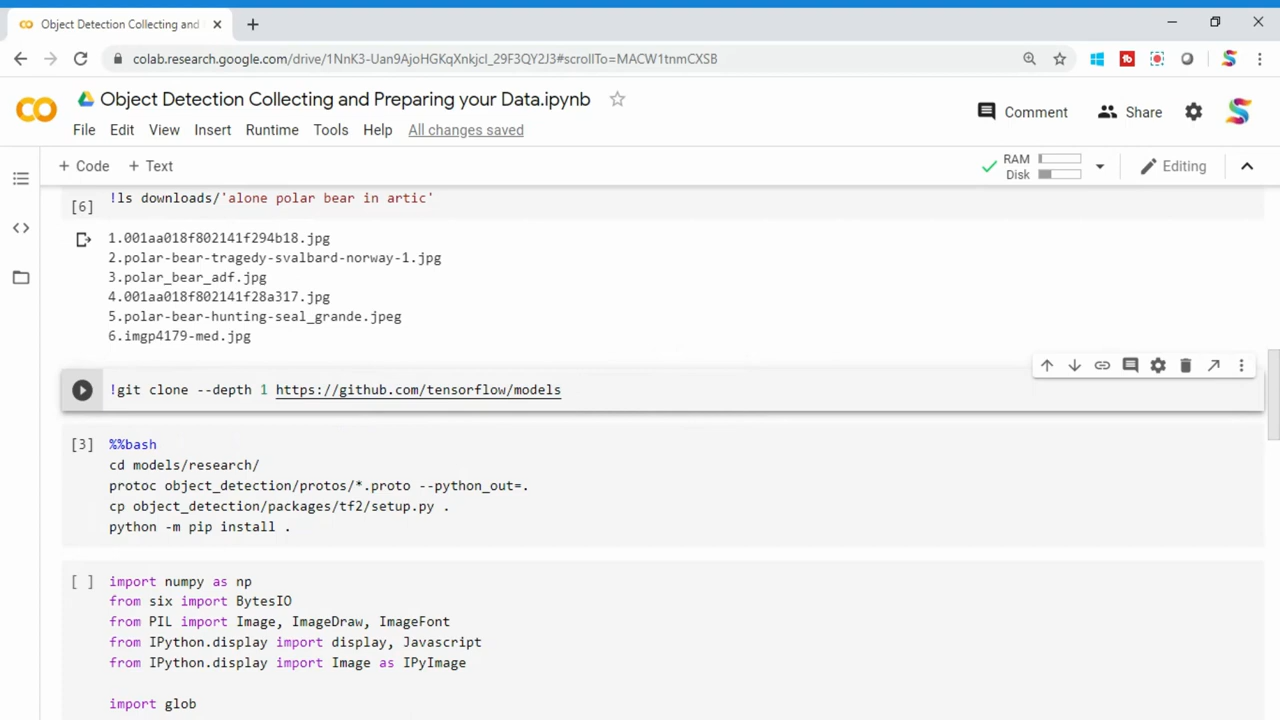 Object Detection Collecting and
colab.research.google.com/drive/1NnK3-Uan9AjoHGKqXnkjcl_29F3QY2J3#scrollTo=MACW1tnmCXSB
Object Detection Collecting and Preparing your Data.ipynb
Comment
Share
File Edit View Insert Runtime Tools Help All changes saved
+ Code + Text
RAM
Disk
Editing
[6] !ls downloads/'alone polar bear in artic'
1.001aa018f802141f294b18.jpg
2.polar-bear-tragedy-svalbard-norway-1.jpg
3.polar_bear_adf.jpg
4.001aa018f802141f28a317.jpg
5.polar-bear-hunting-seal_grande.jpeg
6.imgp4179-med.jpg
!git clone --depth 1 https://github.com/tensorflow/models
[3] %%bash
cd models/research/
protoc object_detection/protos/*.proto --python_out=.
cp object_detection/packages/tf2/setup.py .
python -m pip install .
[ ] import numpy as np
from six import BytesIO
from PIL import Image, ImageDraw, ImageFont
from IPython.display import display, Javascript
from IPython.display import Image as IPyImage
import glob